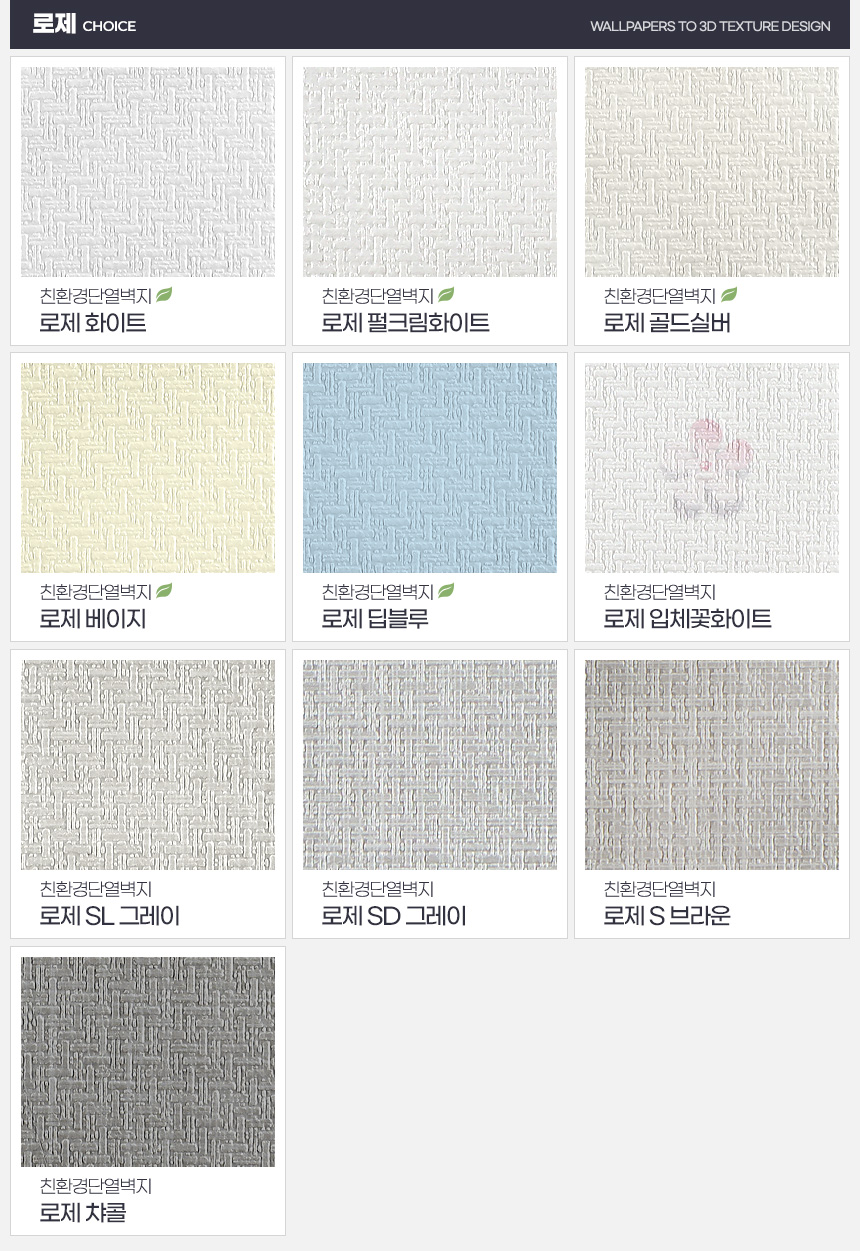 로제 CHOICE
WALLPAPERS TO 3D TEXTURE DESIGN
친환경단열벽지
로제 화이트
친환경단열벽지
로제 펄크림화이트
친환경단열벽지
로제 골드실버
친환경단열벽지
로제 베이지
친환경단열벽지
로제 딥블루
친환경단열벽지
로제 입체꽃화이트
친환경단열벽지
로제 SL 그레이
친환경단열벽지
로제 SD 그레이
친환경단열벽지
로제 S 브라운
친환경단열벽지
로제 챠콜